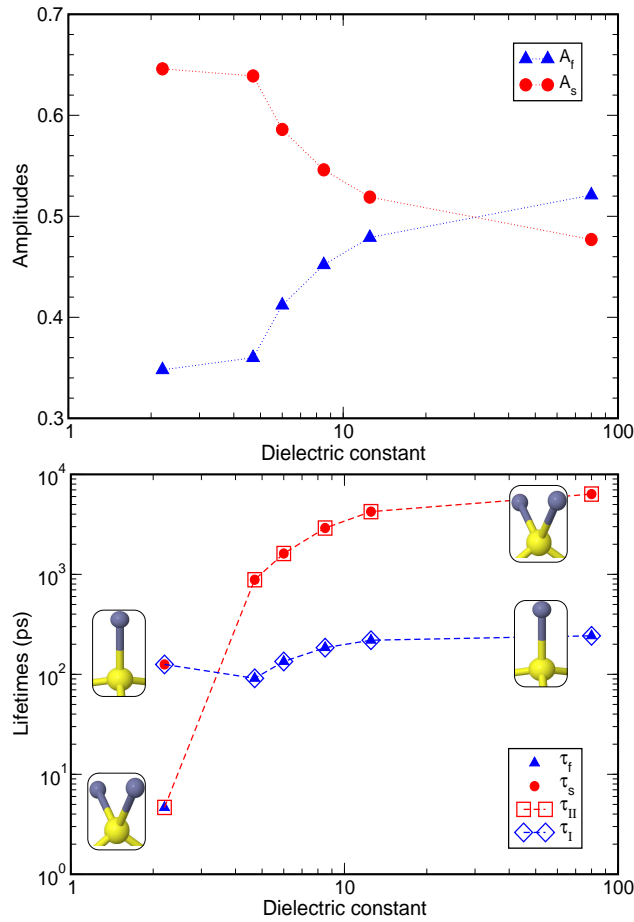 0.7
A_f
A_s
0.6
Amplitudes
0.5
0.4
0.3
1 10 100
Dielectric constant
10^4
10^3
Lifetimes (ps)
10^2
10^1
τ_f
τ_s
τ_II
τ_I
10^0
1 10 100
Dielectric constant